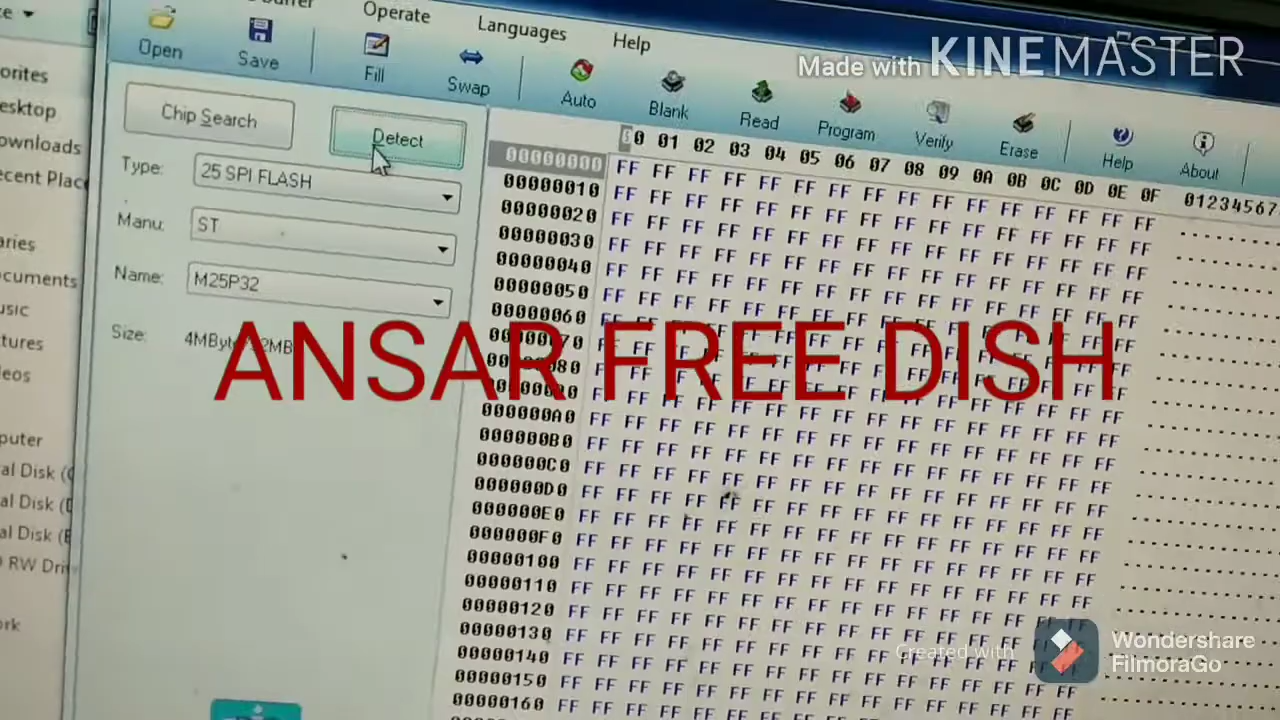 Operate
Languages
Help
Made with KINEMASTER
Open
Save
Fill
Swap
Auto
Blank
Read
Program
Verify
Erase
Help
About
Chip Search
Detect
Type: 25 SPI FLASH
Manu: ST
Name: M25P32
Size:
00 01 02 03 04 05 06 07 08 09 0A 0B 0C 0D 0E 0F 01234567
00000000 FF FF FF FF FF FF FF FF FF FF FF FF FF FF FF FF
00000010 FF FF FF FF FF FF FF FF FF FF FF FF FF FF FF FF
00000020 FF FF FF FF FF FF FF FF FF FF FF FF FF FF FF FF
00000030 FF FF FF FF FF FF FF FF FF FF FF FF FF FF FF FF
00000040 FF FF FF FF FF FF FF FF FF FF FF FF FF FF FF FF
00000050 FF FF FF FF FF FF FF FF FF FF FF FF FF FF FF FF
00000060
ANSAR FREE DISH
000000A0 FF FF FF FF FF FF FF FF FF FF FF FF FF FF FF FF
000000B0 FF FF FF FF FF FF FF FF FF FF FF FF FF FF FF FF
000000C0 FF FF FF FF FF FF FF FF FF FF FF FF FF FF FF FF
000000D0 FF FF FF FF FF FF FF FF FF FF FF FF FF FF FF FF
000000E0 FF FF FF FF FF FF FF FF FF FF FF FF FF FF FF FF
000000F0 FF FF FF FF FF FF FF FF FF FF FF FF FF FF FF FF
00000100 FF FF FF FF FF FF FF FF FF FF FF FF FF FF FF FF
00000110 FF FF FF FF FF FF FF FF FF FF FF FF FF FF FF FF
00000120 FF FF FF FF FF FF FF FF FF FF FF FF FF FF FF FF
00000130 FF FF FF FF FF FF FF FF FF FF FF FF FF FF
00000140 FF FF FF FF FF FF FF FF FF FF FF FF FF FF
00000150 FF FF FF FF FF FF FF FF FF FF FF FF FF FF
00000160 FF FF FF FF FF FF FF FF FF FF FF FF FF FF
Created with
Wondershare
FilmoraGo